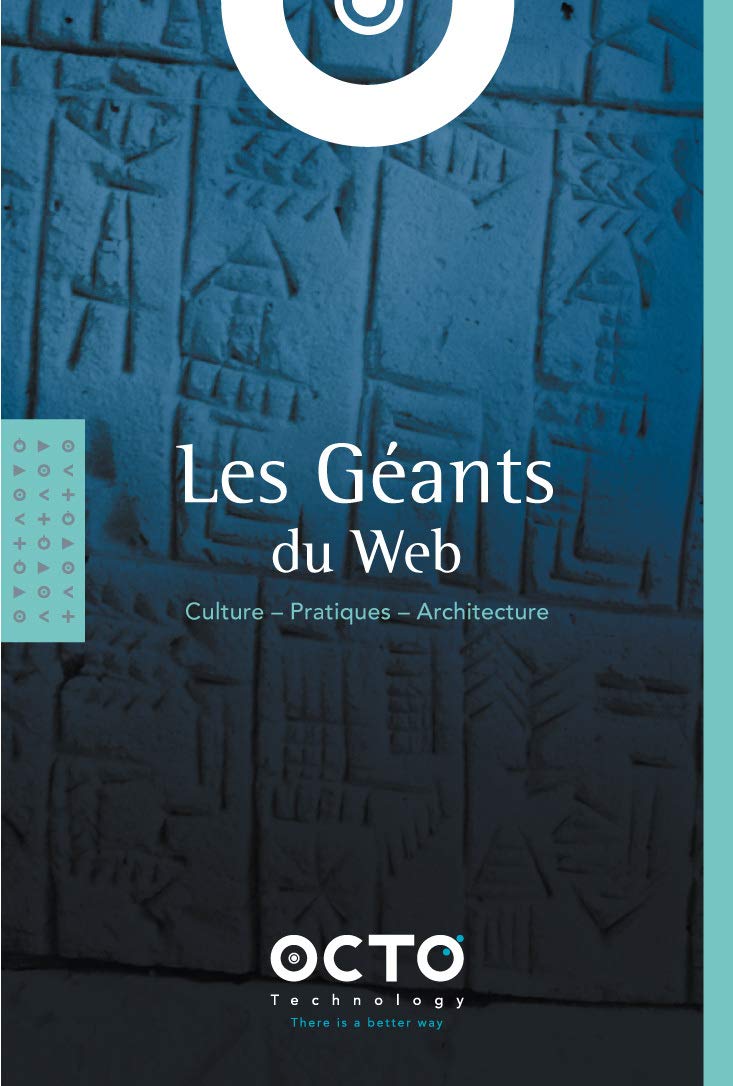 Les Géants
du Web
Culture – Pratiques – Architecture
OCTO
Technology
There is a better way